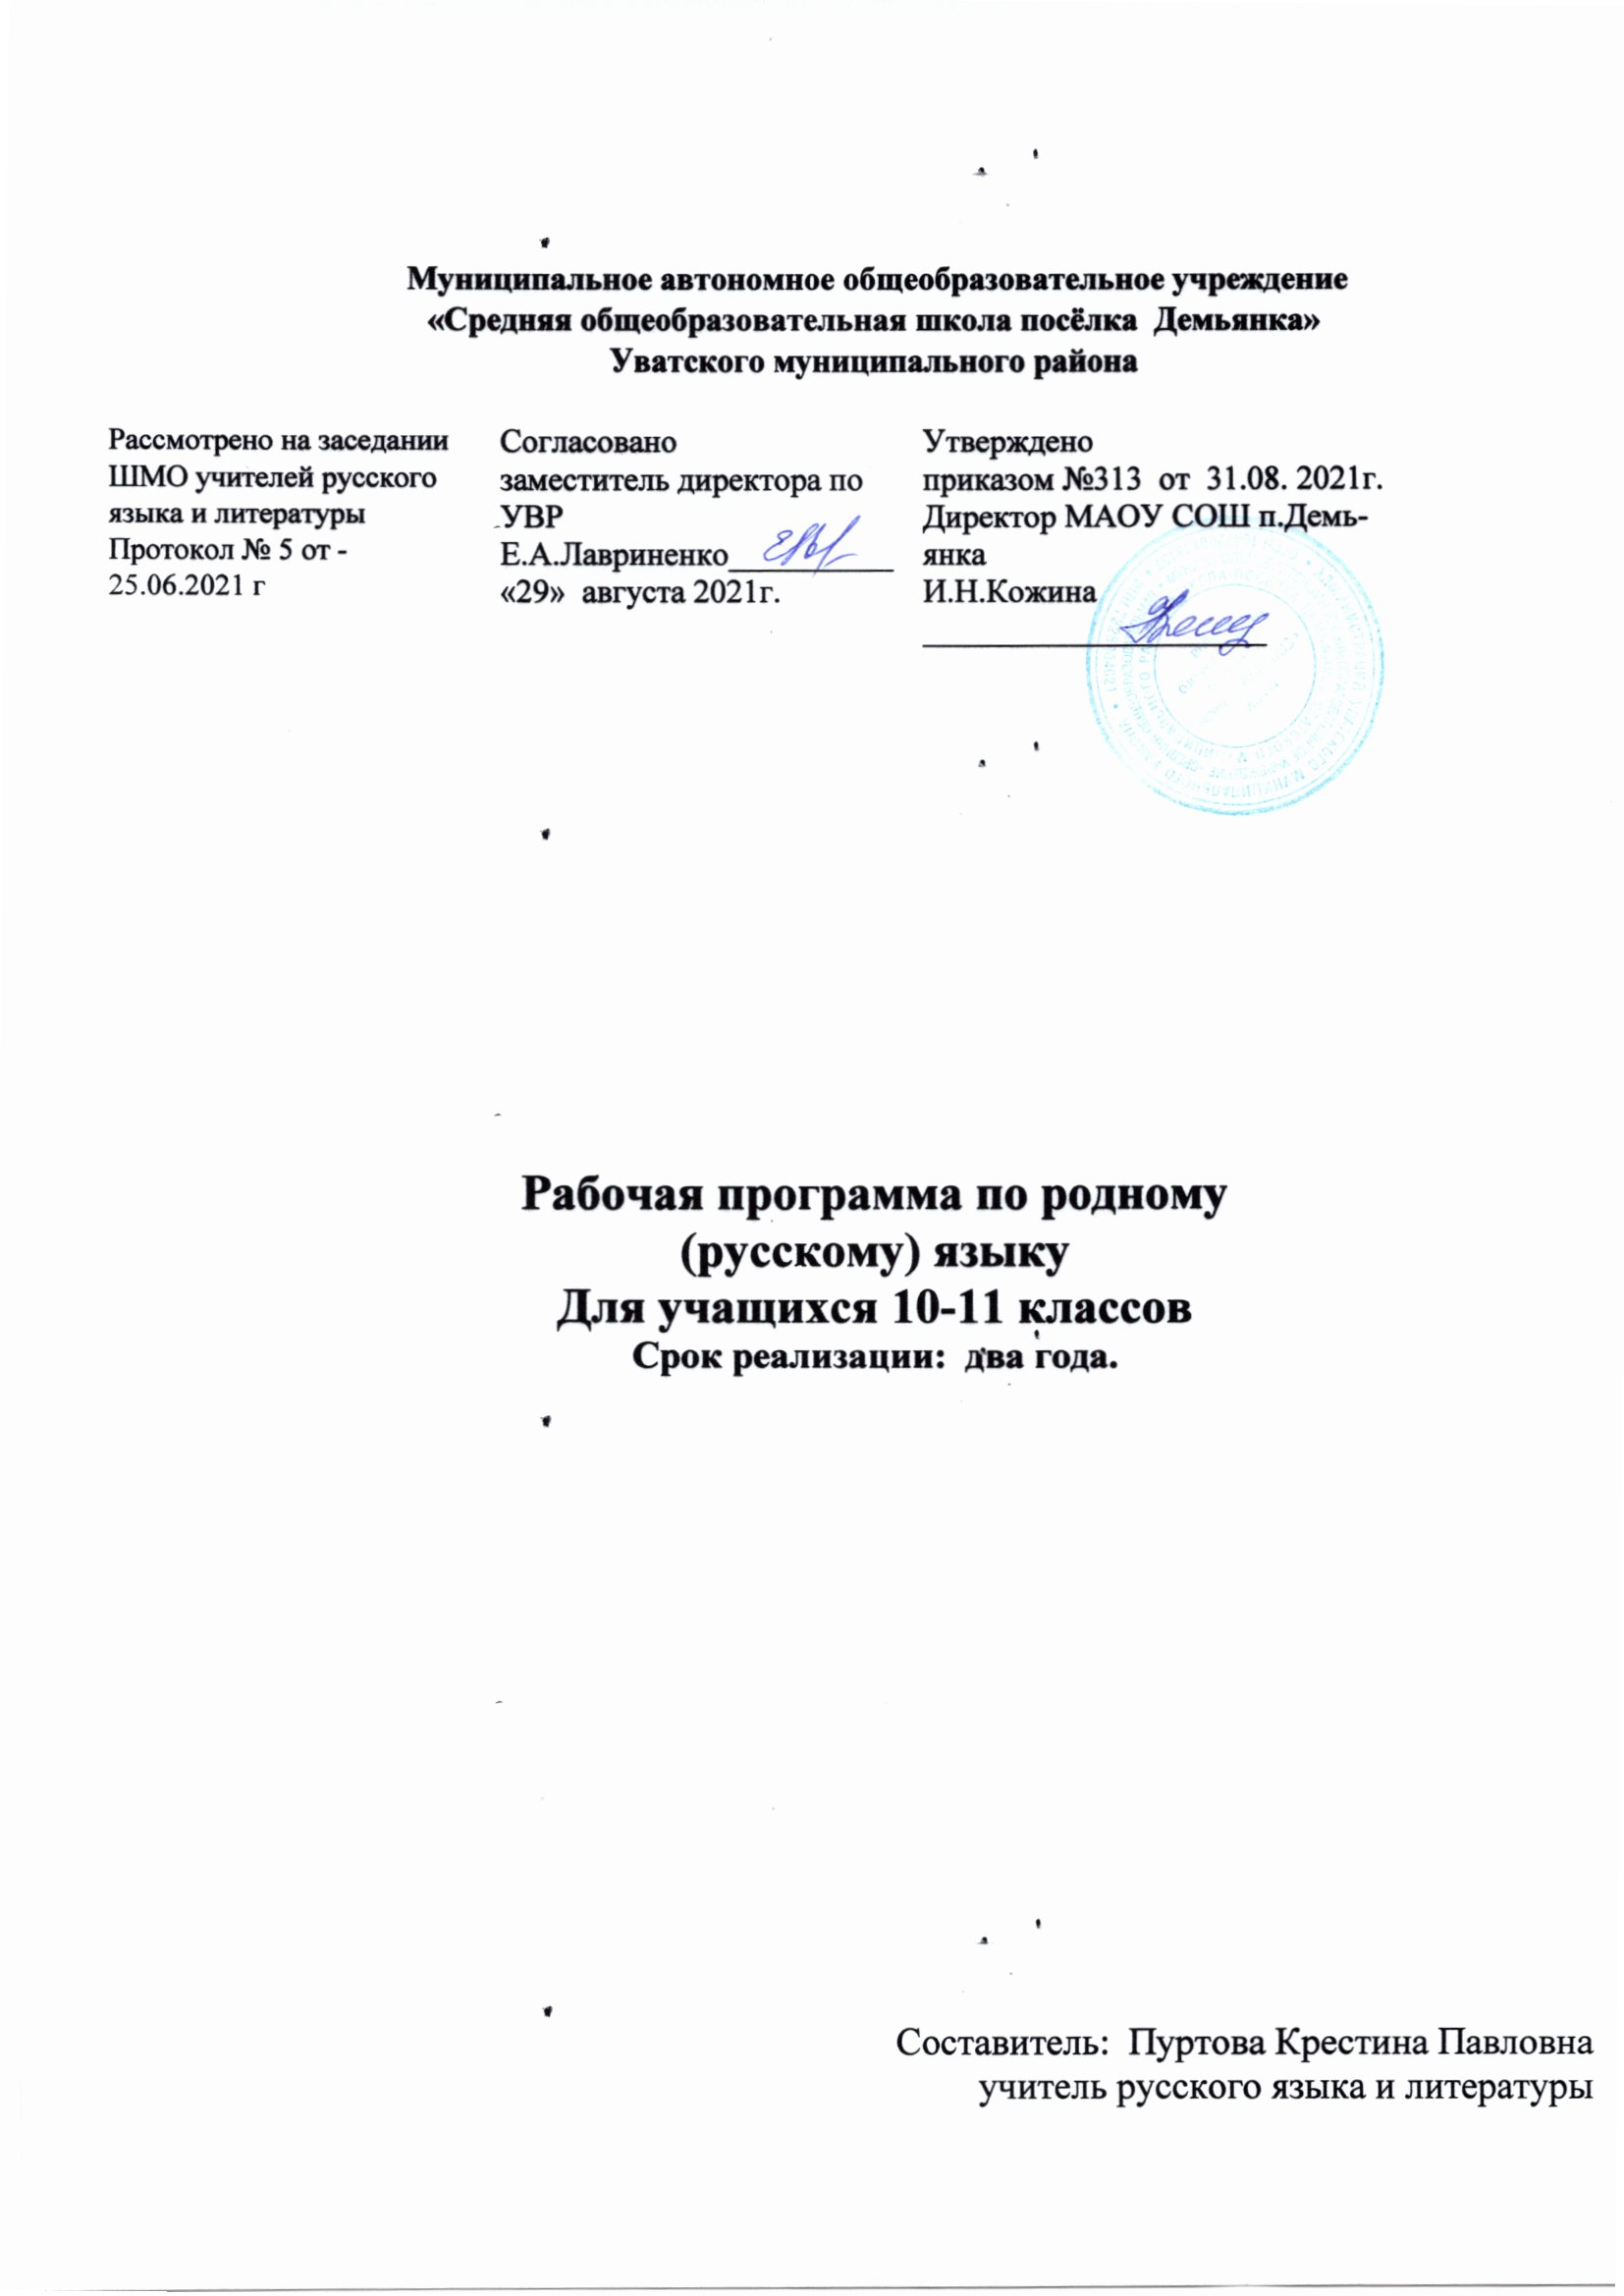 Муниципальное автономное общеобразовательное учреждение
«Средняя общеобразовательная школа посёлка Демьянка»
Уватского муниципального района
Рассмотрено на заседании
ШМО учителей русского
языка и литературы
Протокол № 5 от -
25.06.2021 г
Согласовано
заместитель директора по
УВР
Е.А.Лавриненко___________
«29» августа 2021г.
Утверждено
приказом №313 от 31.08. 2021г.
Директор МАОУ СОШ п.Демь-
янка
И.Н.Кожина
Рабочая программа по родному
(русскому) языку
Для учащихся 10-11 классов
Срок реализации: два года.
Составитель: Пуртова Крестина Павловна
учитель русского языка и литературы